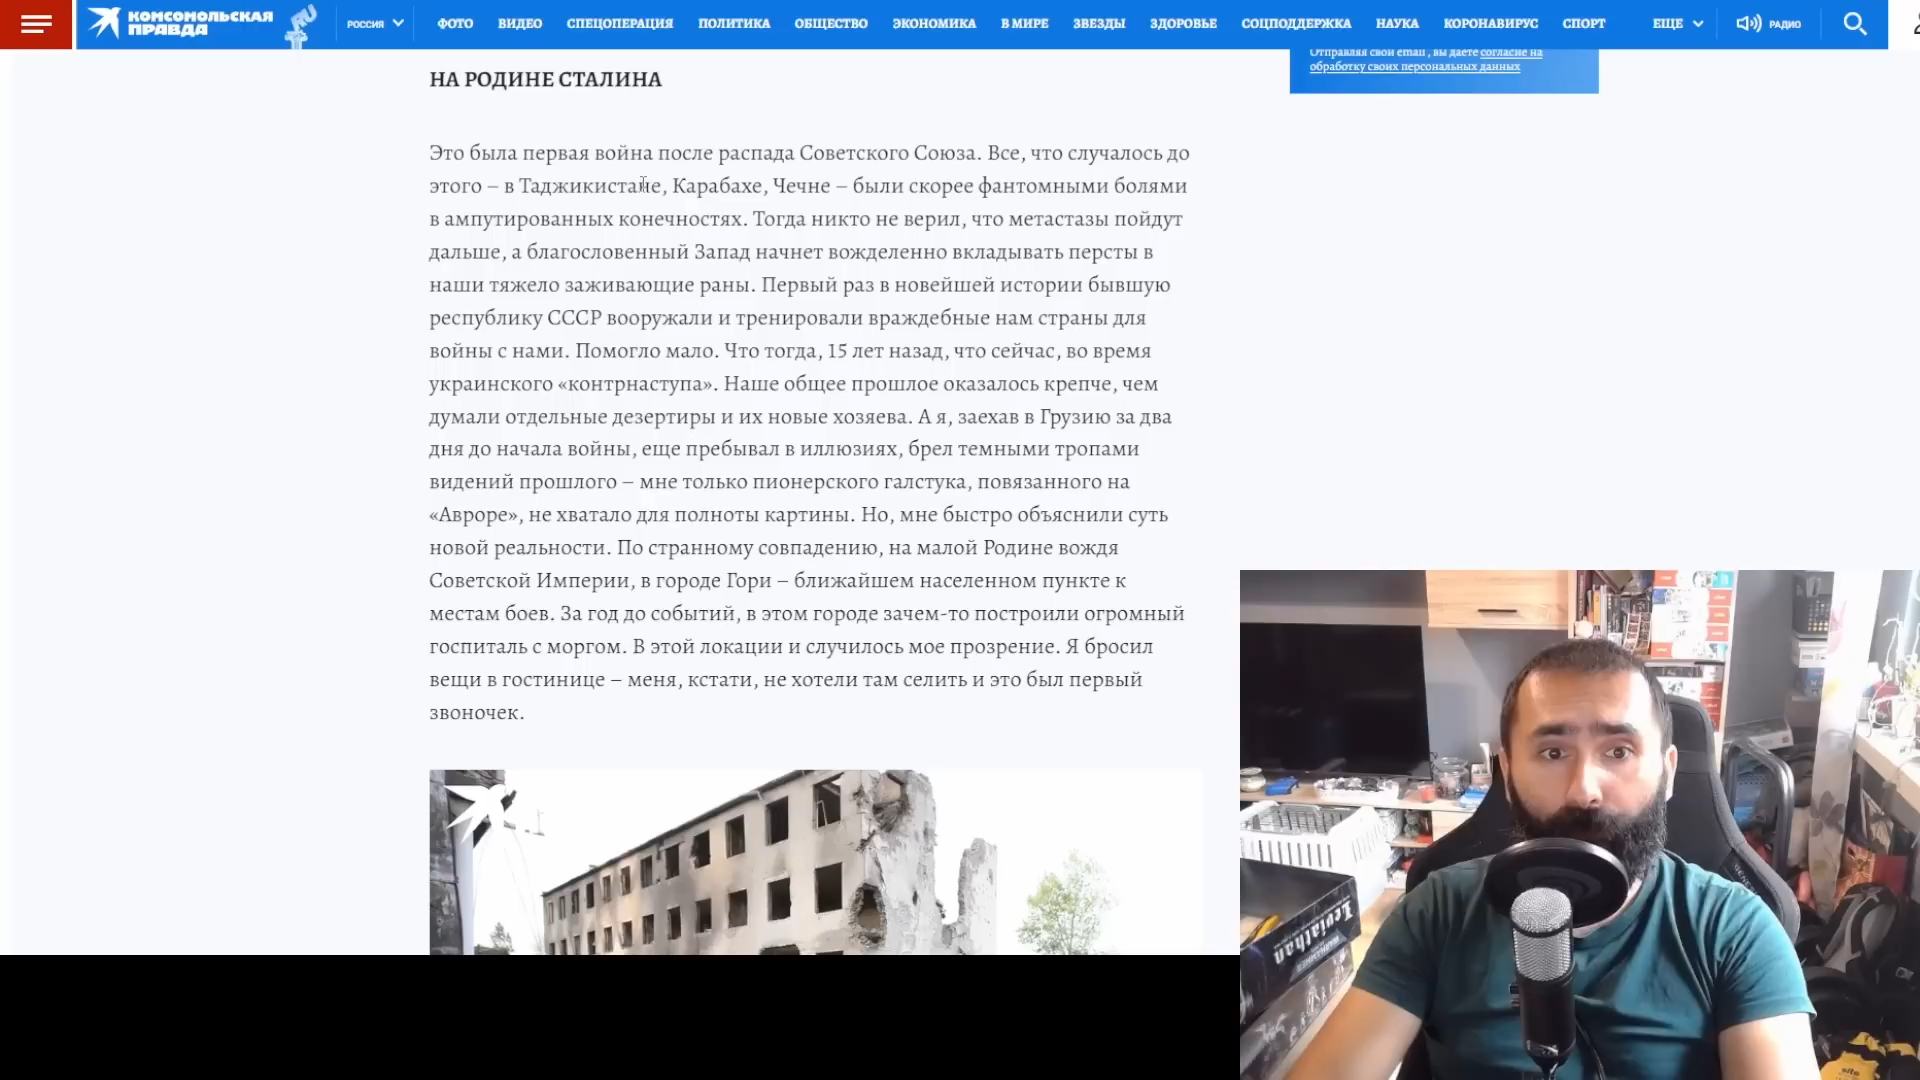 КОМСОМОЛЬСКАЯ ПРАВДА
РОССИЯ
ФОТО ВИДЕО СПЕЦОПЕРАЦИЯ ПОЛИТИКА ОБЩЕСТВО ЭКОНОМИКА В МИРЕ ЗВЕЗДЫ ЗДОРОВЬЕ СОЦПОДДЕРЖКА НАУКА КОРОНАВИРУС СПОРТ ЕЩЕ РАДИО
Отправляя свой email, вы даете согласие на
обработку своих персональных данных
НА РОДИНЕ СТАЛИНА
Это была первая война после распада Советского Союза. Все, что случалось до
этого – в Таджикистане, Карабахе, Чечне – были скорее фантомными болями
в ампутированных конечностях. Тогда никто не верил, что метастазы пойдут
дальше, а благословенный Запад начнет вожделенно вкладывать персты в
наши тяжело заживающие раны. Первый раз в новейшей истории бывшую
республику СССР вооружали и тренировали враждебные нам страны для
войны с нами. Помогло мало. Что тогда, 15 лет назад, что сейчас, во время
украинского «контрнаступа». Наше общее прошлое оказалось крепче, чем
думали отдельные дезертиры и их новые хозяева. А я, заехав в Грузию за два
дня до начала войны, еще пребывал в иллюзиях, брел темными тропами
видений прошлого – мне только пионерского галстука, повязанного на
«Авроре», не хватало для полноты картины. Но, мне быстро объяснили суть
новой реальности. По странному совпадению, на малой Родине вождя
Советской Империи, в городе Гори – ближайшем населенном пункте к
местам боев. За год до событий, в этом городе зачем-то построили огромный
госпиталь с моргом. В этой локации и случилось мое прозрение. Я бросил
вещи в гостинице – меня, кстати, не хотели там селить и это был первый
звоночек.
Leviathan